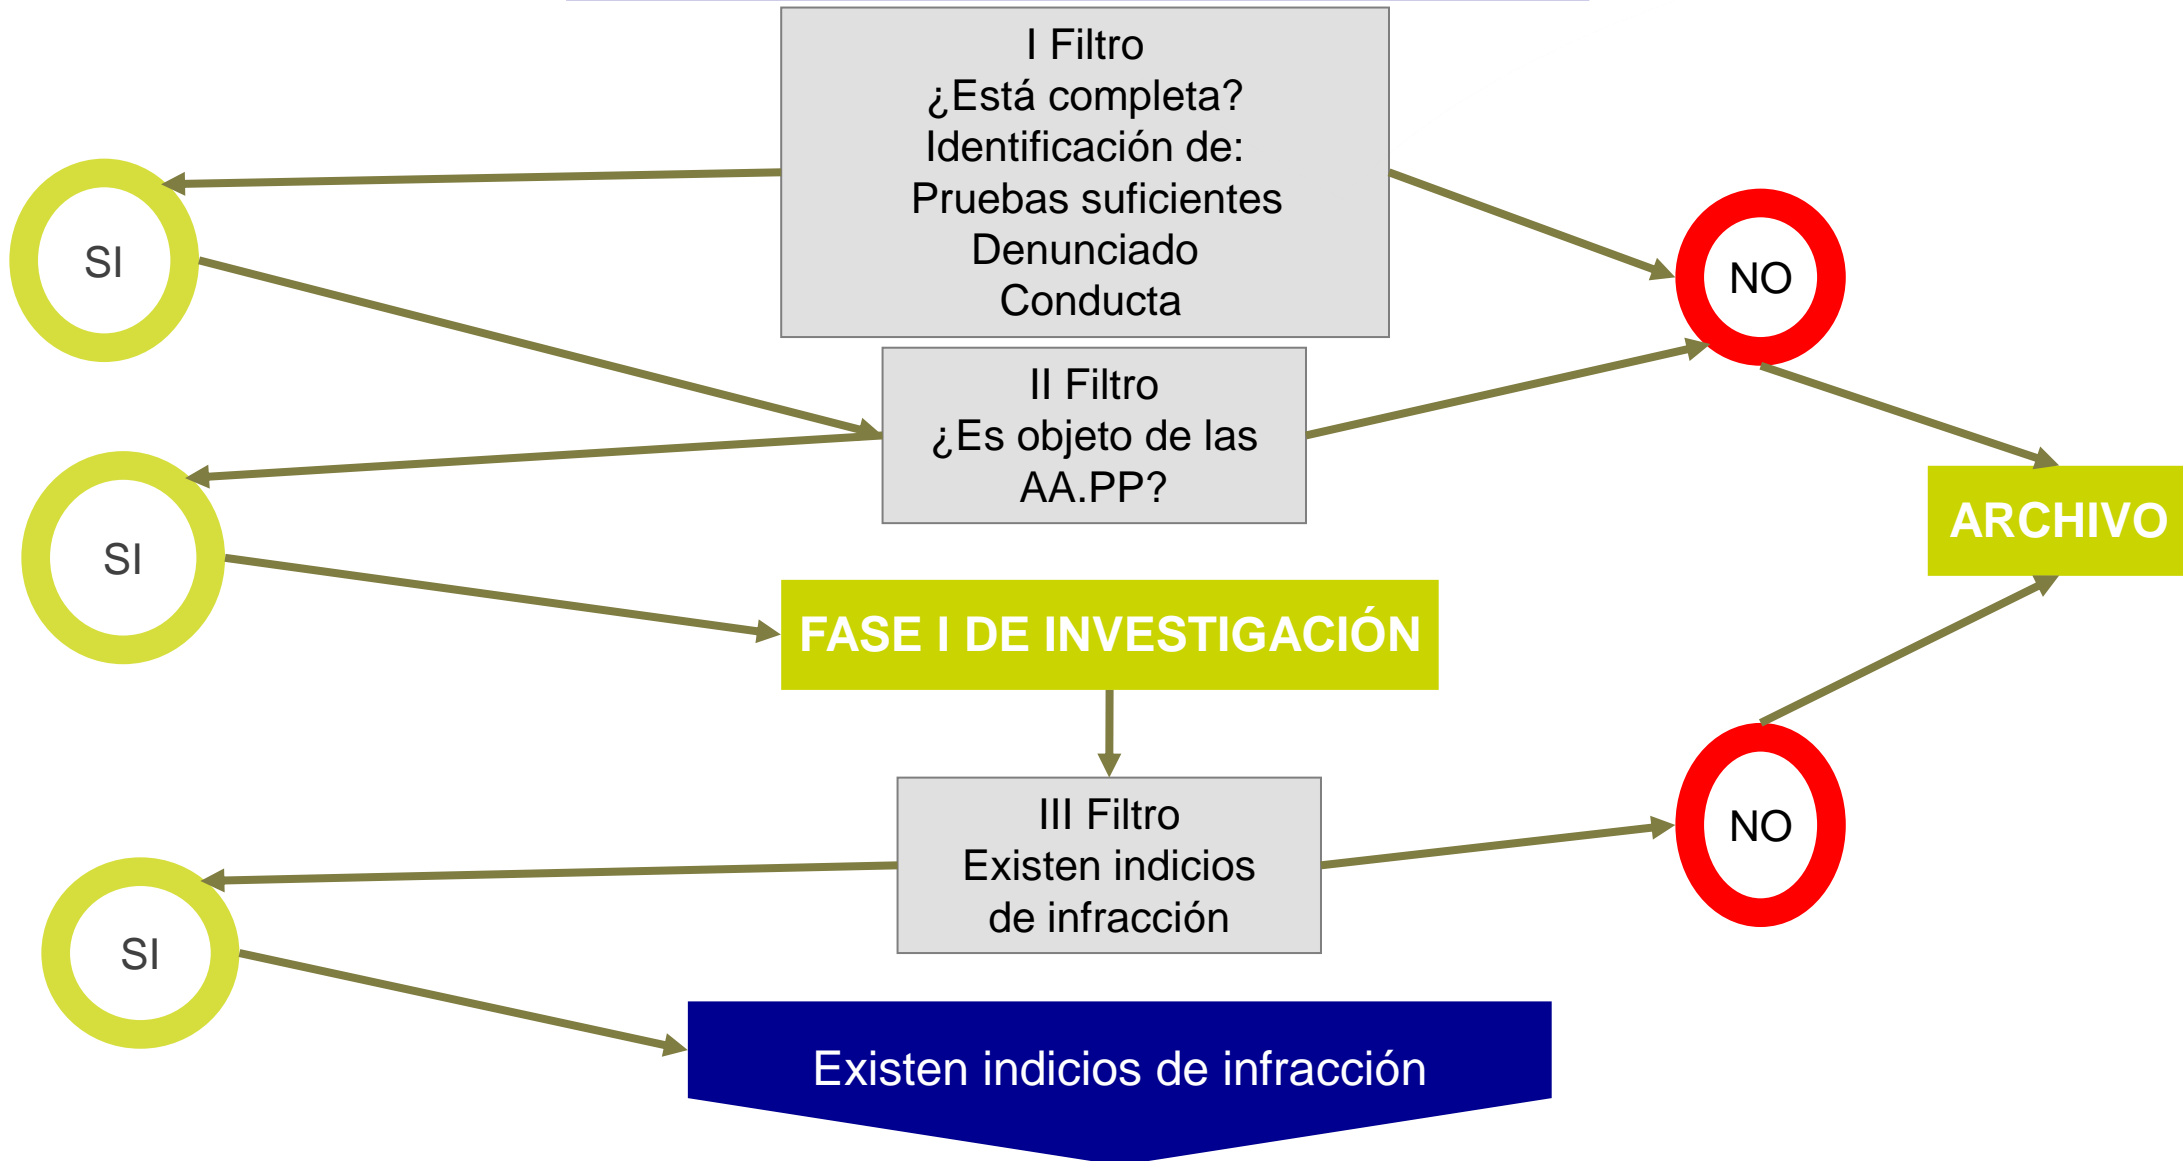 I Filtro
¿Está completa?
Identificación de:
Pruebas suficientes
Denunciado
Conducta
SI
NO
II Filtro
¿Es objeto de las
AA.PP?
SI
ARCHIVO
FASE I DE INVESTIGACIÓN
III Filtro
Existen indicios
de infracción
NO
SI
Existen indicios de infracción